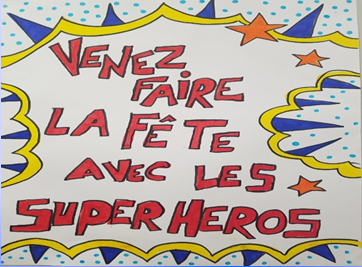 VENEZ
FAIRE
LA FÊTE
AVEC LES
SUPER HEROS